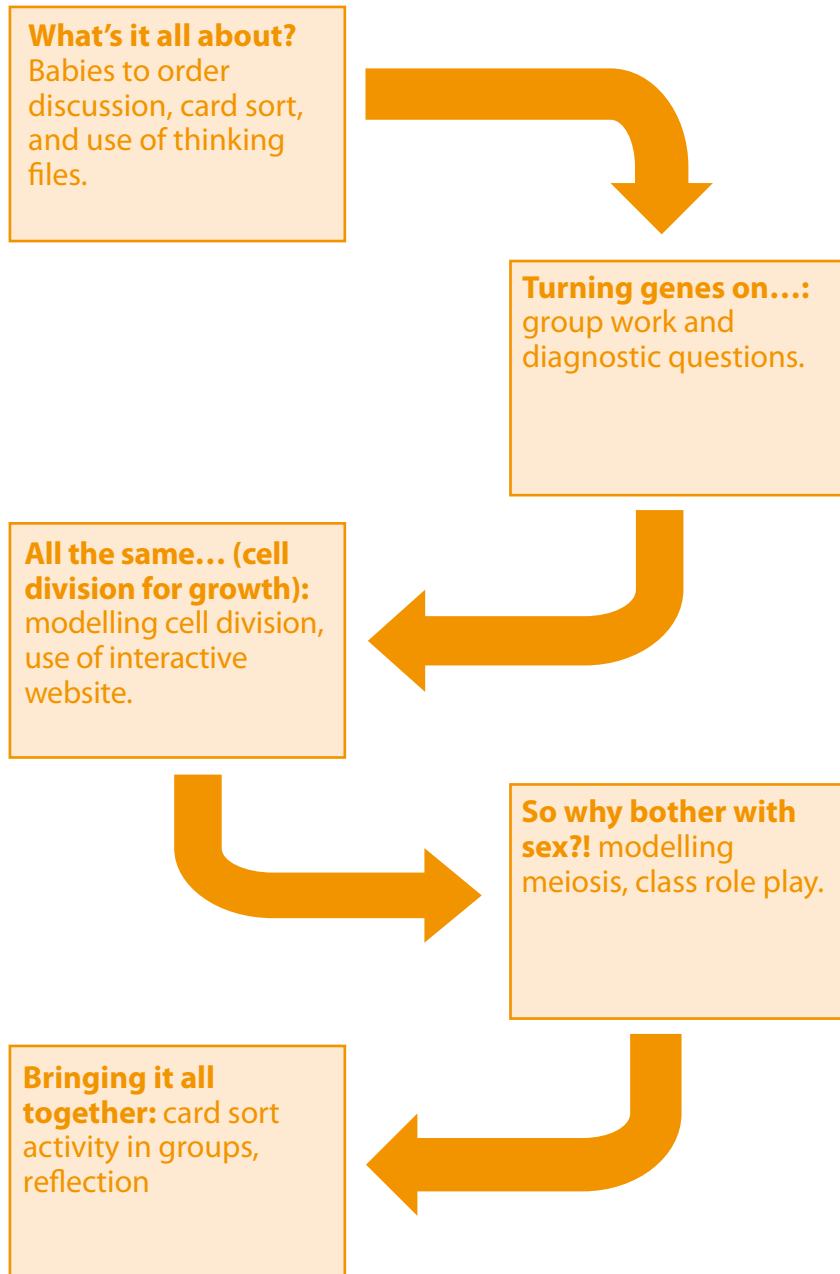 What's it all about?
Babies to order
discussion, card sort,
and use of thinking
files.
Turning genes on…:
group work and
diagnostic questions.
All the same… (cell
division for growth):
modelling cell division,
use of interactive
website.
So why bother with
sex?! modelling
meiosis, class role play.
Bringing it all
together: card sort
activity in groups,
reflection